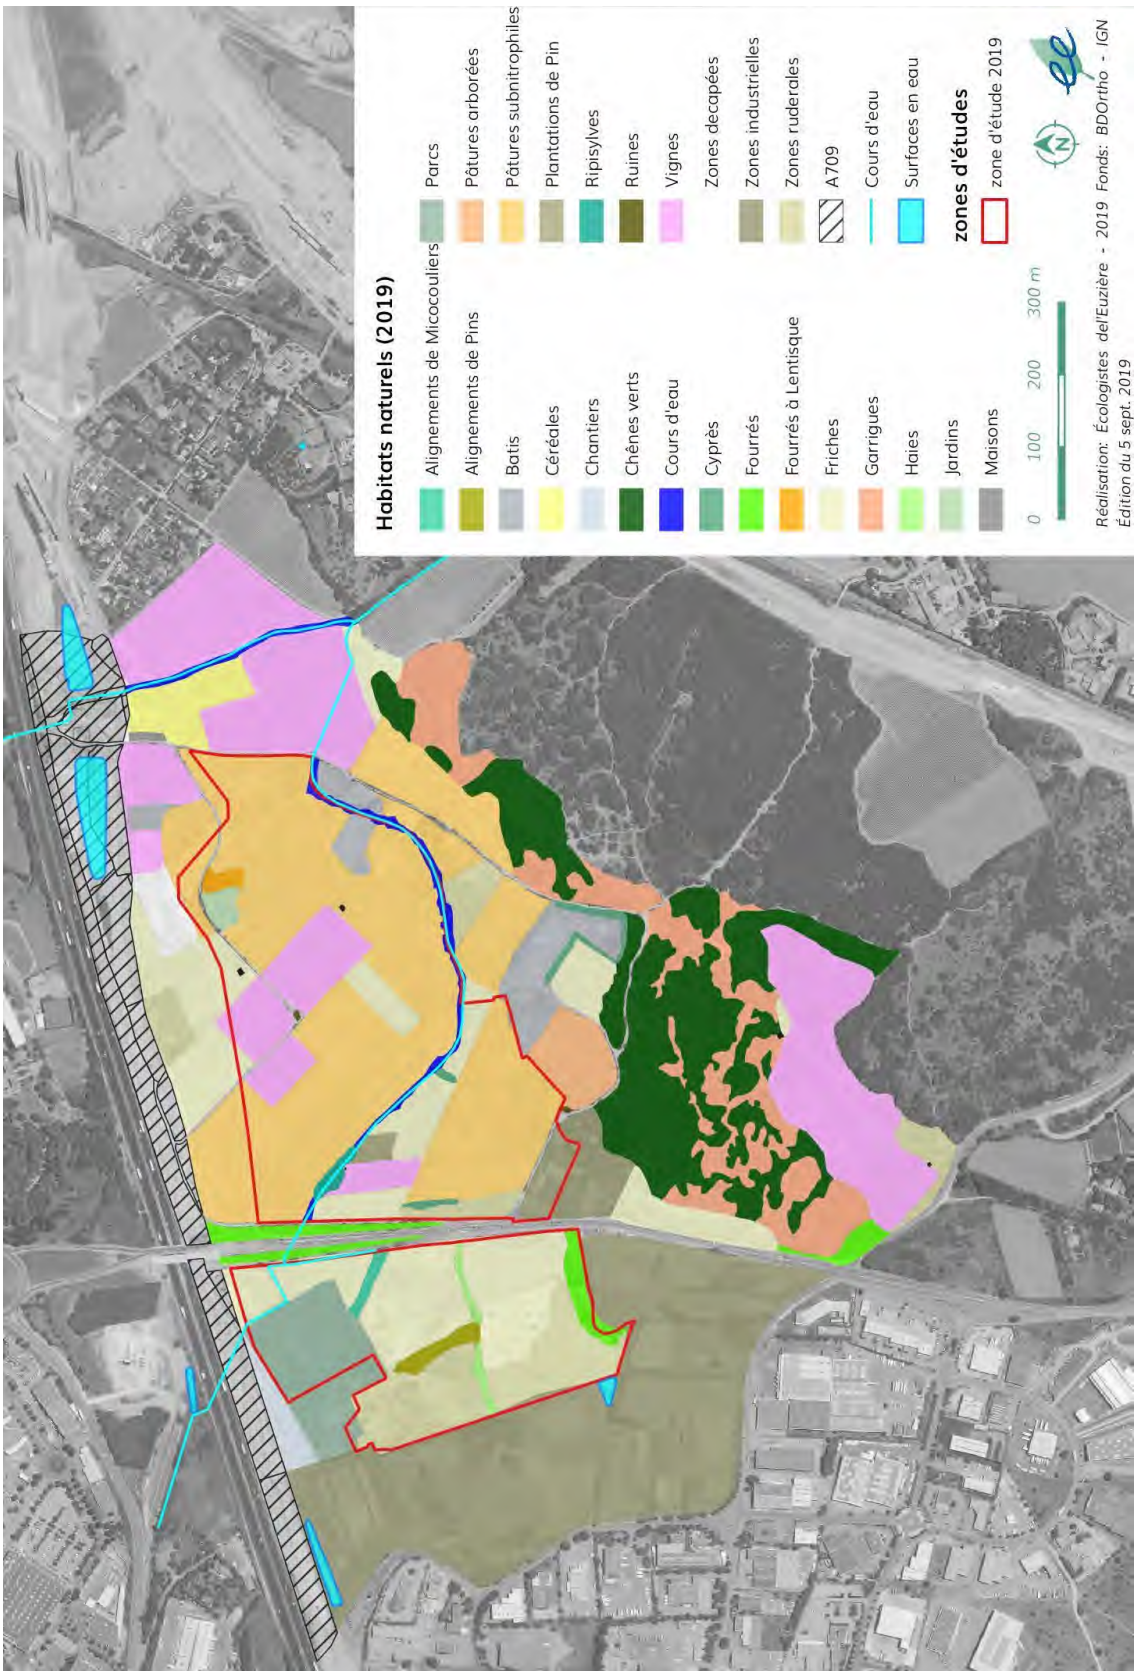 Habitats naturels (2019)
Alignements de Micocouliers
Alignements de Pins
Batis
Céréales
Chantiers
Chênes verts
Cours d'eau
Cyprès
Fourrés
Fourrés à Lentisque
Friches
Garrigues
Haies
Jardins
Maisons
Parcs
Pâtures arborées
Pâtures subnitrophiles
Plantations de Pin
Ripisylves
Ruines
Vignes
Zones decapées
Zones industrielles
Zones ruderales
A709
Cours d'eau
Surfaces en eau
zones d'études
zone d'étude 2019
0 100 200 300 m
N
ee
Réalisation: Écologistes del'Euzière - 2019 Fonds: BDOrtho - IGN
Édition du 5 sept. 2019